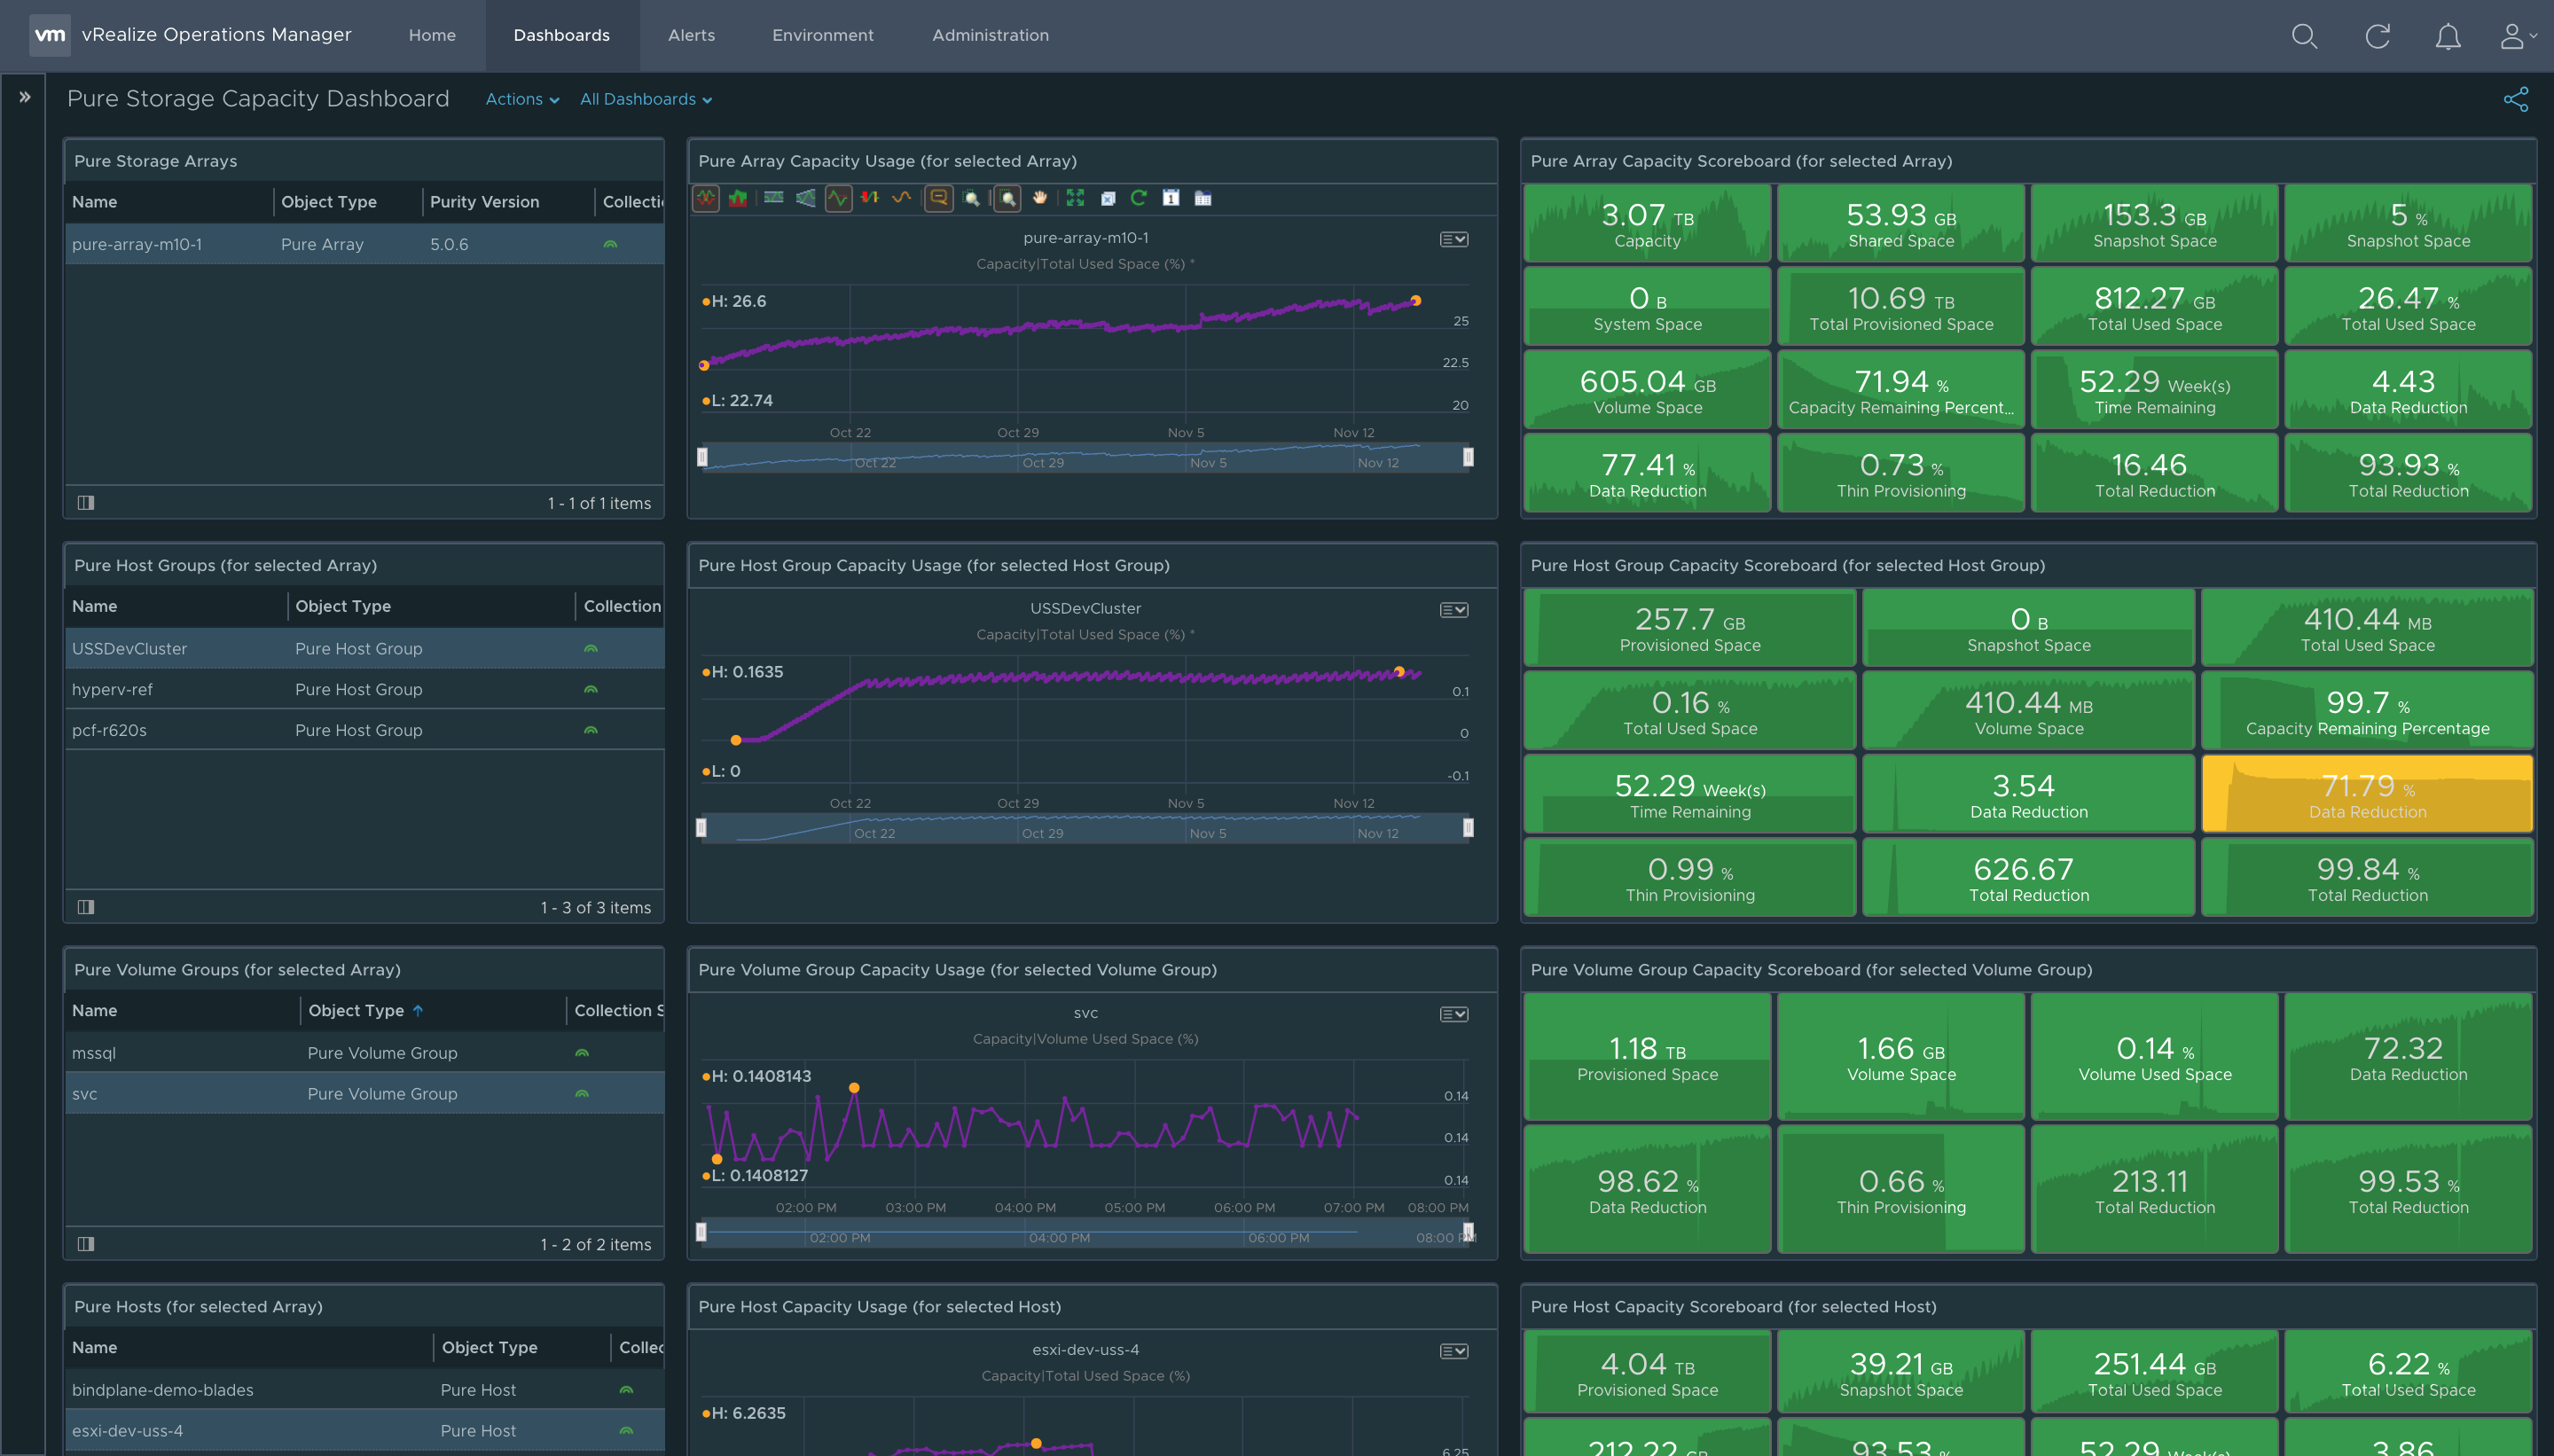 vm vRealize Operations Manager Home Dashboards Alerts Environment Administration
Pure Storage Capacity Dashboard Actions All Dashboards
Pure Storage Arrays
Name Object Type Purity Version Collecti
pure-array-m10-1 Pure Array 5.0.6
1 - 1 of 1 items
Pure Array Capacity Usage (for selected Array)
1
pure-array-m10-1
Capacity|Total Used Space (%) *
H: 26.6
25
22.5
L: 22.74
20
Oct 22 Oct 29 Nov 5 Nov 12
Oct 22 Oct 29 Nov 5 Nov 12
Pure Array Capacity Scoreboard (for selected Array)
3.07 TB
Capacity
53.93 GB
Shared Space
153.3 GB
Snapshot Space
5 %
Snapshot Space
0 B
System Space
10.69 TB
Total Provisioned Space
812.27 GB
Total Used Space
26.47 %
Total Used Space
605.04 GB
Volume Space
71.94 %
Capacity Remaining Percent...
52.29 Week(s)
Time Remaining
4.43
Data Reduction
77.41 %
Data Reduction
0.73 %
Thin Provisioning
16.46
Total Reduction
93.93 %
Total Reduction
Pure Host Groups (for selected Array)
Name Object Type Collection
USSDevCluster Pure Host Group
hyperv-ref Pure Host Group
pcf-r620s Pure Host Group
1 - 3 of 3 items
Pure Host Group Capacity Usage (for selected Host Group)
USSDevCluster
Capacity|Total Used Space (%) *
H: 0.1635
0.1
0
L: 0
-0.1
Oct 22 Oct 29 Nov 5 Nov 12
Oct 22 Oct 29 Nov 5 Nov 12
Pure Host Group Capacity Scoreboard (for selected Host Group)
257.7 GB
Provisioned Space
0 B
Snapshot Space
410.44 MB
Total Used Space
0.16 %
Total Used Space
410.44 MB
Volume Space
99.7 %
Capacity Remaining Percentage
52.29 Week(s)
Time Remaining
3.54
Data Reduction
71.79 %
Data Reduction
0.99 %
Thin Provisioning
626.67
Total Reduction
99.84 %
Total Reduction
Pure Volume Groups (for selected Array)
Name Object Type Collection S
mssql Pure Volume Group
svc Pure Volume Group
1 - 2 of 2 items
Pure Volume Group Capacity Usage (for selected Volume Group)
svc
Capacity|Volume Used Space (%)
H: 0.1408143
0.14
0.14
L: 0.1408127
0.14
02:00 PM 03:00 PM 04:00 PM 05:00 PM 06:00 PM 07:00 PM 08:00 PM
02:00 PM 04:00 PM 06:00 PM 08:00 PM
Pure Volume Group Capacity Scoreboard (for selected Volume Group)
1.18 TB
Provisioned Space
1.66 GB
Volume Space
0.14 %
Volume Used Space
72.32
Data Reduction
98.62 %
Data Reduction
0.66 %
Thin Provisioning
213.11
Total Reduction
99.53 %
Total Reduction
Pure Hosts (for selected Array)
Name Object Type Collec
bindplane-demo-blades Pure Host
esxi-dev-uss-4 Pure Host
Pure Host Capacity Usage (for selected Host)
esxi-dev-uss-4
Capacity|Total Used Space (%)
H: 6.2635
6.25
Pure Host Capacity Scoreboard (for selected Host)
4.04 TB
Provisioned Space
39.21 GB
Snapshot Space
251.44 GB
Total Used Space
6.22 %
Total Used Space
212.22 GB
93.53 %
52.29 Week(s)
3.86